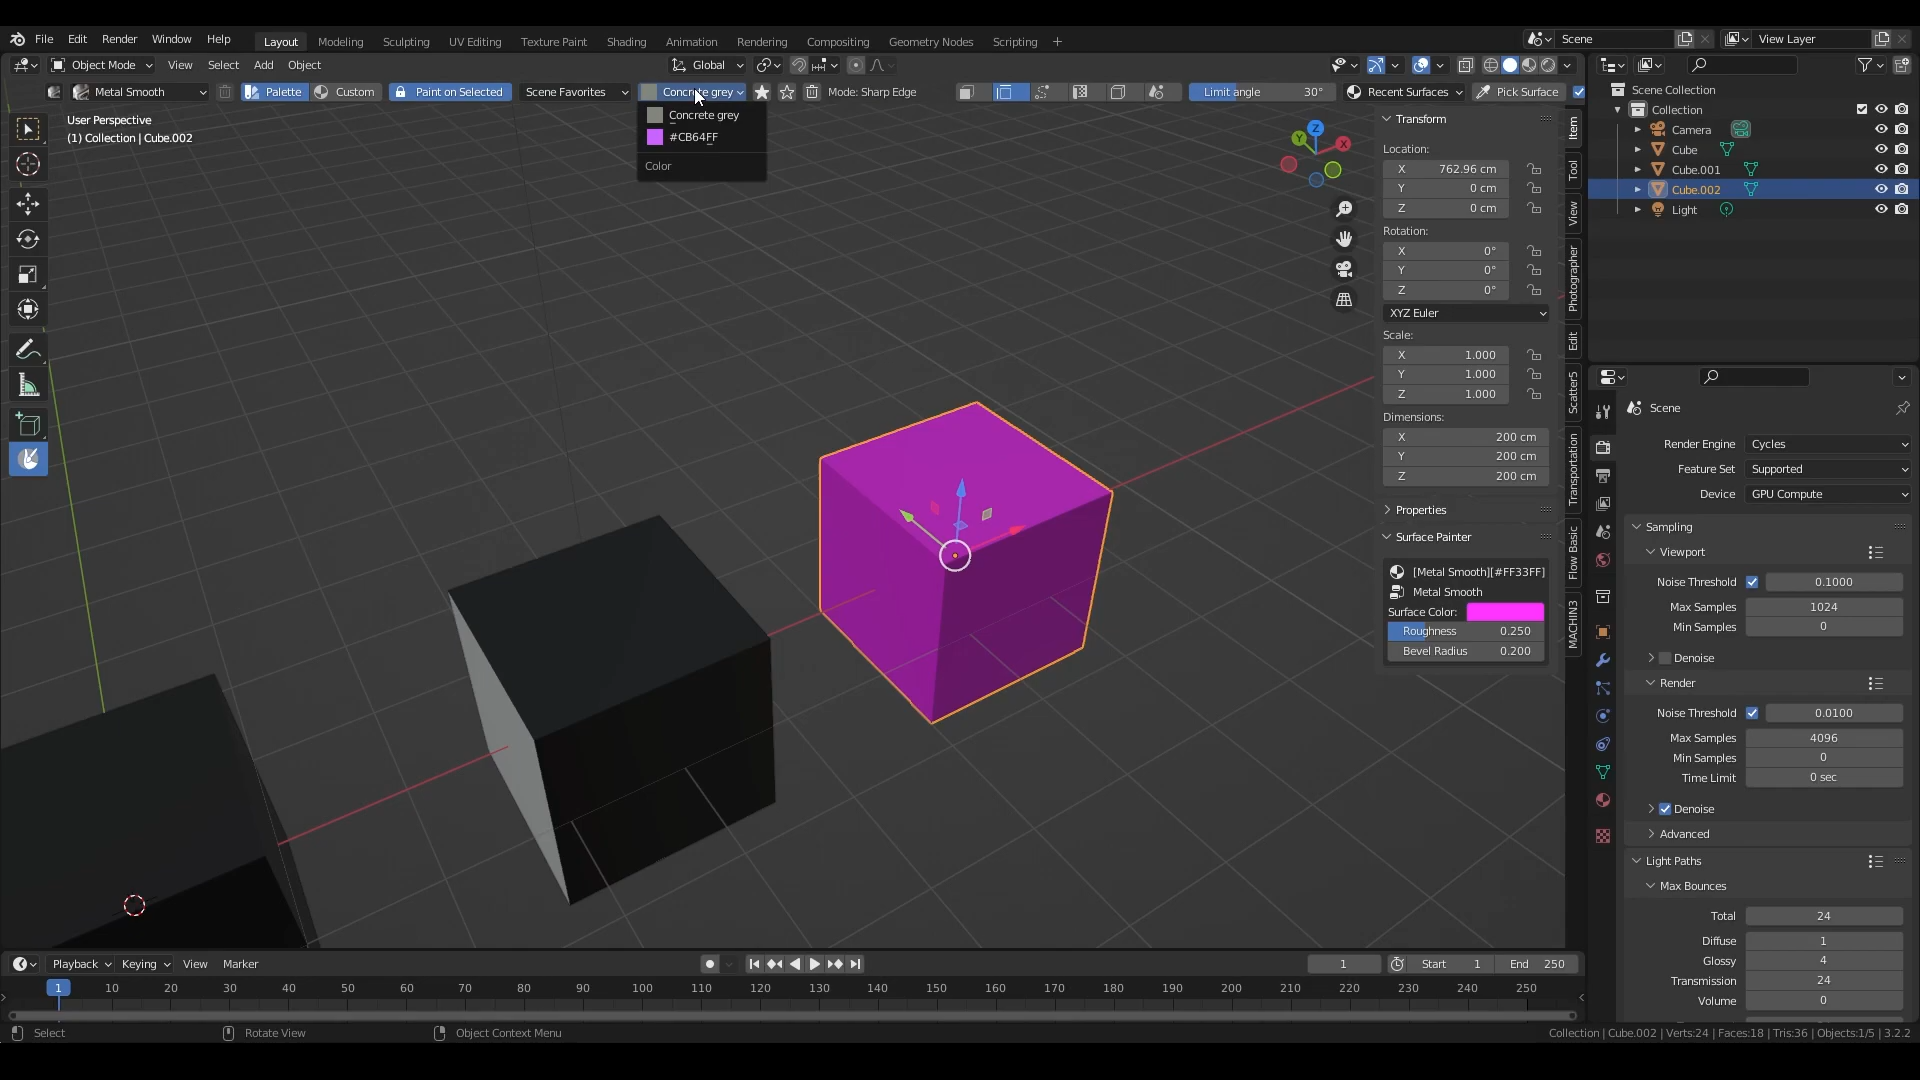 File Edit Render Window Help Layout Modeling Sculpting UV Editing Texture Paint Shading Animation Rendering Compositing Geometry Nodes Scripting + Scene View Layer
Object Mode View Select Add Object Global
Metal Smooth Palette Custom Paint on Selected Scene Favorites Concrete grey Mode: Sharp Edge Limit angle 30° Recent Surfaces Pick Surface
Concrete grey
#CB64FF
Color
User Perspective
(1) Collection | Cube.002
Z
Y
X
Transform
Location:
X 762.96 cm
Y 0 cm
Z 0 cm
Rotation:
X 0°
Y 0°
Z 0°
XYZ Euler
Scale:
X 1.000
Y 1.000
Z 1.000
Dimensions:
X 200 cm
Y 200 cm
Z 200 cm
Properties
Surface Painter
[Metal Smooth][#FF33FF]
Metal Smooth
Surface Color:
Roughness 0.250
Bevel Radius 0.200
Item
Tool
View
Photographer
Edit
Scatter5
Transportation
Flow Basic
MACHIN3
Scene Collection
Collection
Camera
Cube
Cube.001
Cube.002
Light
Scene
Render Engine Cycles
Feature Set Supported
Device GPU Compute
Sampling
Viewport
Noise Threshold 0.1000
Max Samples 1024
Min Samples 0
Denoise
Render
Noise Threshold 0.0100
Max Samples 4096
Min Samples 0
Time Limit 0 sec
Denoise
Advanced
Light Paths
Max Bounces
Total 24
Diffuse 1
Glossy 4
Transmission 24
Volume 0
Playback Keying View Marker 1 Start 1 End 250
1 10 20 30 40 50 60 70 80 90 100 110 120 130 140 150 160 170 180 190 200 210 220 230 240 250
Select Rotate View Object Context Menu Collection | Cube.002 | Verts:24 | Faces:18 | Tris:36 | Objects:1/5 | 3.2.2